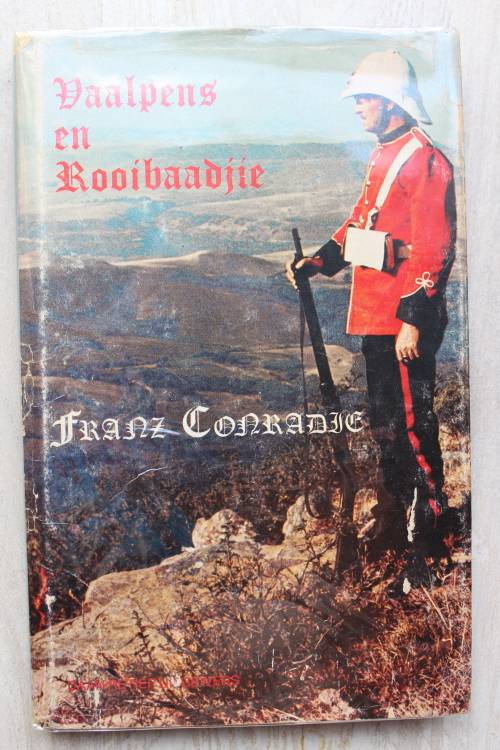 Vaalpens
en
Rooibaadjie
Franz Conradie